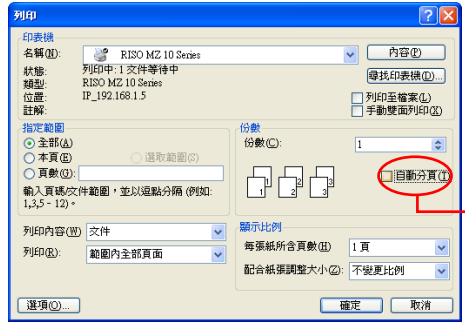 列印
印表機
名稱(N): RISO MZ 10 Series 內容(P)
狀態: 列印中: 1 文件等待中 尋找印表機(D)...
類型: RISO MZ 10 Series
位置: IP_192.168.1.5 列印至檔案(L)
註解: 手動雙面列印(X)
指定範圍
全部(A)
本頁(E) 選取範圍(S)
頁數(G):
輸入頁碼/文件範圍，並以逗點分隔 (例如:
1,3,5 - 12)。
份數
份數(C): 1
自動分頁(T)
1 1 2 2 3 3
列印內容(W) 文件
列印(R): 範圍內全部頁面
顯示比例
每張紙所含頁數(H) 1 頁
配合紙張調整大小(Z): 不變更比例
選項(O)... 確定 取消